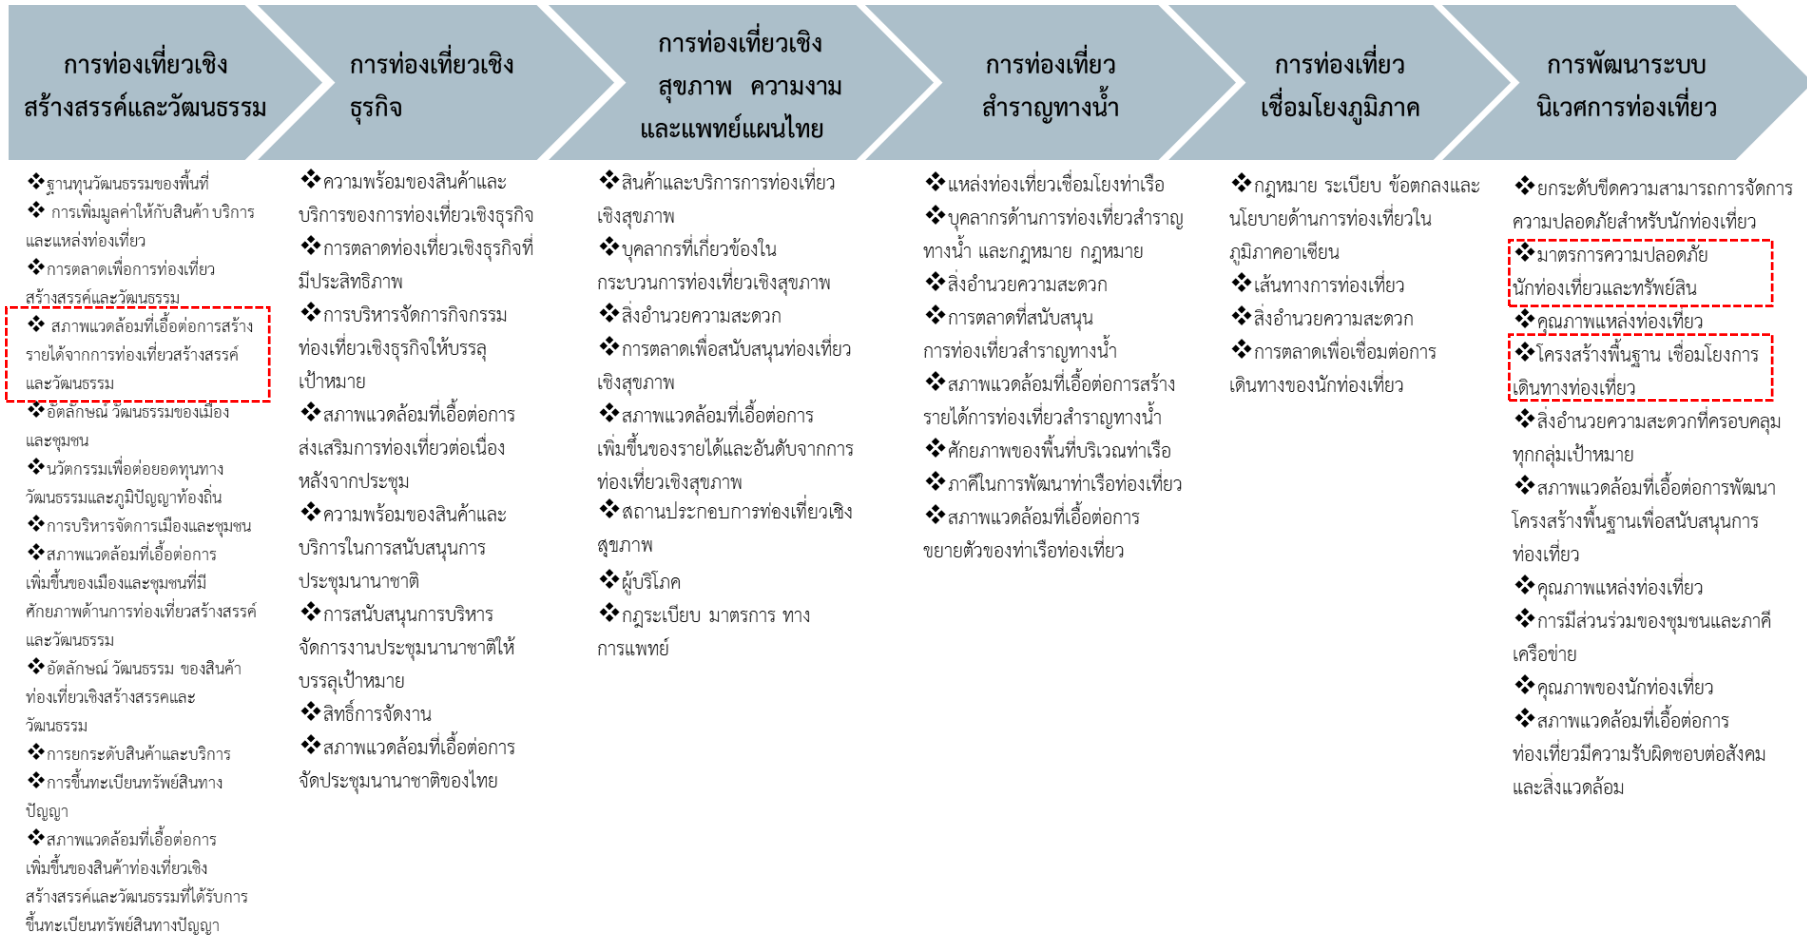 การท่องเที่ยวเชิง
สร้างสรรค์และวัฒนธรรม
❖ฐานทุนวัฒนธรรมของพื้นที่
❖ การเพิ่มมูลค่าให้กับสินค้า บริการ
และแหล่งท่องเที่ยว
❖การตลาดเพื่อการท่องเที่ยว
สร้างสรรค์และวัฒนธรรม
❖ สภาพแวดล้อมที่เอื้อต่อการสร้าง
รายได้จากการท่องเที่ยวสร้างสรรค์
และวัฒนธรรม
❖อัตลักษณ์ วัฒนธรรมของเมือง
และชุมชน
❖นวัตกรรมเพื่อต่อยอดทุนทาง
วัฒนธรรมและภูมิปัญญาท้องถิ่น
❖การบริหารจัดการเมืองและชุมชน
❖สภาพแวดล้อมที่เอื้อต่อการ
เพิ่มขึ้นของเมืองและชุมชนที่มี
ศักยภาพด้านการท่องเที่ยวสร้างสรรค์
และวัฒนธรรม
❖อัตลักษณ์ วัฒนธรรม ของสินค้า
ท่องเที่ยวเชิงสร้างสรรคและ
วัฒนธรรม
❖การยกระดับสินค้าและบริการ
❖การขึ้นทะเบียนทรัพย์สินทาง
ปัญญา
❖สภาพแวดล้อมที่เอื้อต่อการ
เพิ่มขึ้นของสินค้าท่องเที่ยวเชิง
สร้างสรรค์และวัฒนธรรมที่ได้รับการ
ขึ้นทะเบียนทรัพย์สินทางปัญญา
การท่องเที่ยวเชิง
ธุรกิจ
❖ความพร้อมของสินค้าและ
บริการของการท่องเที่ยวเชิงธุรกิจ
❖การตลาดท่องเที่ยวเชิงธุรกิจที่
มีประสิทธิภาพ
❖การบริหารจัดการกิจกรรม
ท่องเที่ยวเชิงธุรกิจให้บรรลุ
เป้าหมาย
❖สภาพแวดล้อมที่เอื้อต่อการ
ส่งเสริมการท่องเที่ยวต่อเนื่อง
หลังจากประชุม
❖ความพร้อมของสินค้าและ
บริการในการสนับสนุนการ
ประชุมนานาชาติ
❖การสนับสนุนการบริหาร
จัดการงานประชุมนานาชาติให้
บรรลุเป้าหมาย
❖สิทธิ์การจัดงาน
❖สภาพแวดล้อมที่เอื้อต่อการ
จัดประชุมนานาชาติของไทย
การท่องเที่ยวเชิง
สุขภาพ ความงาม
และแพทย์แผนไทย
❖สินค้าและบริการการท่องเที่ยว
เชิงสุขภาพ
❖บุคลากรที่เกี่ยวข้องใน
กระบวนการท่องเที่ยวเชิงสุขภาพ
❖สิ่งอำนวยความสะดวก
❖การตลาดเพื่อสนับสนุนท่องเที่ยว
เชิงสุขภาพ
❖สภาพแวดล้อมที่เอื้อต่อการ
เพิ่มขึ้นของรายได้และอันดับจากการ
ท่องเที่ยวเชิงสุขภาพ
❖สถานประกอบการท่องเที่ยวเชิง
สุขภาพ
❖ผู้บริโภค
❖กฎระเบียบ มาตรการ ทาง
การแพทย์
การท่องเที่ยว
สำราญทางน้ำ
❖แหล่งท่องเที่ยวเชื่อมโยงท่าเรือ
❖บุคลากรด้านการท่องเที่ยวสำราญ
ทางน้ำ และกฎหมาย กฎหมาย
❖สิ่งอำนวยความสะดวก
❖การตลาดที่สนับสนุน
การท่องเที่ยวสำราญทางน้ำ
❖สภาพแวดล้อมที่เอื้อต่อการสร้าง
รายได้การท่องเที่ยวสำราญทางน้ำ
❖ศักยภาพของพื้นที่บริเวณท่าเรือ
❖ภาคีในการพัฒนาท่าเรือท่องเที่ยว
❖สภาพแวดล้อมที่เอื้อต่อการ
ขยายตัวของท่าเรือท่องเที่ยว
การท่องเที่ยว
เชื่อมโยงภูมิภาค
❖กฎหมาย ระเบียบ ข้อตกลงและ
นโยบายด้านการท่องเที่ยวใน
ภูมิภาคอาเซียน
❖เส้นทางการท่องเที่ยว
❖สิ่งอำนวยความสะดวก
❖การตลาดเพื่อเชื่อมต่อการ
เดินทางของนักท่องเที่ยว
การพัฒนาระบบ
นิเวศการท่องเที่ยว
❖ยกระดับขีดความสามารถการจัดการ
ความปลอดภัยสำหรับนักท่องเที่ยว
❖มาตรการความปลอดภัย
นักท่องเที่ยวและทรัพย์สิน
❖คุณภาพแหล่งท่องเที่ยว
❖โครงสร้างพื้นฐาน เชื่อมโยงการ
เดินทางท่องเที่ยว
❖สิ่งอำนวยความสะดวกที่ครอบคลุม
ทุกกลุ่มเป้าหมาย
❖สภาพแวดล้อมที่เอื้อต่อการพัฒนา
โครงสร้างพื้นฐานเพื่อสนับสนุนการ
ท่องเที่ยว
❖คุณภาพแหล่งท่องเที่ยว
❖การมีส่วนร่วมของชุมชนและภาคี
เครือข่าย
❖คุณภาพของนักท่องเที่ยว
❖สภาพแวดล้อมที่เอื้อต่อการ
ท่องเที่ยวมีความรับผิดชอบต่อสังคม
และสิ่งแวดล้อม